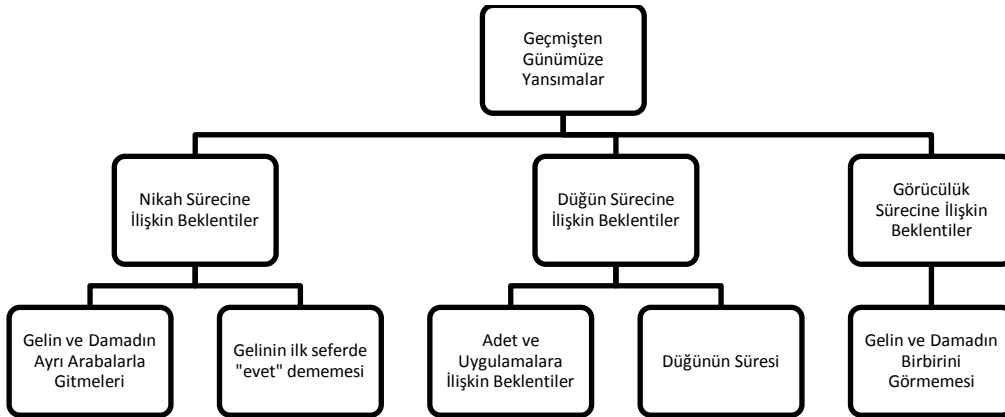 Geçmişten
Günümüze
Yansımalar
Nikah Sürecine
İlişkin Beklentiler
Düğün Sürecine
İlişkin Beklentiler
Görücülük
Sürecine İlişkin
Beklentiler
Gelin ve Damadın
Ayrı Arabalarla
Gitmeleri
Gelinin ilk seferde
"evet" dememesi
Adet ve
Uygulamalara
İlişkin Beklentiler
Düğünün Süresi
Gelin ve Damadın
Birbirini
Görmemesi